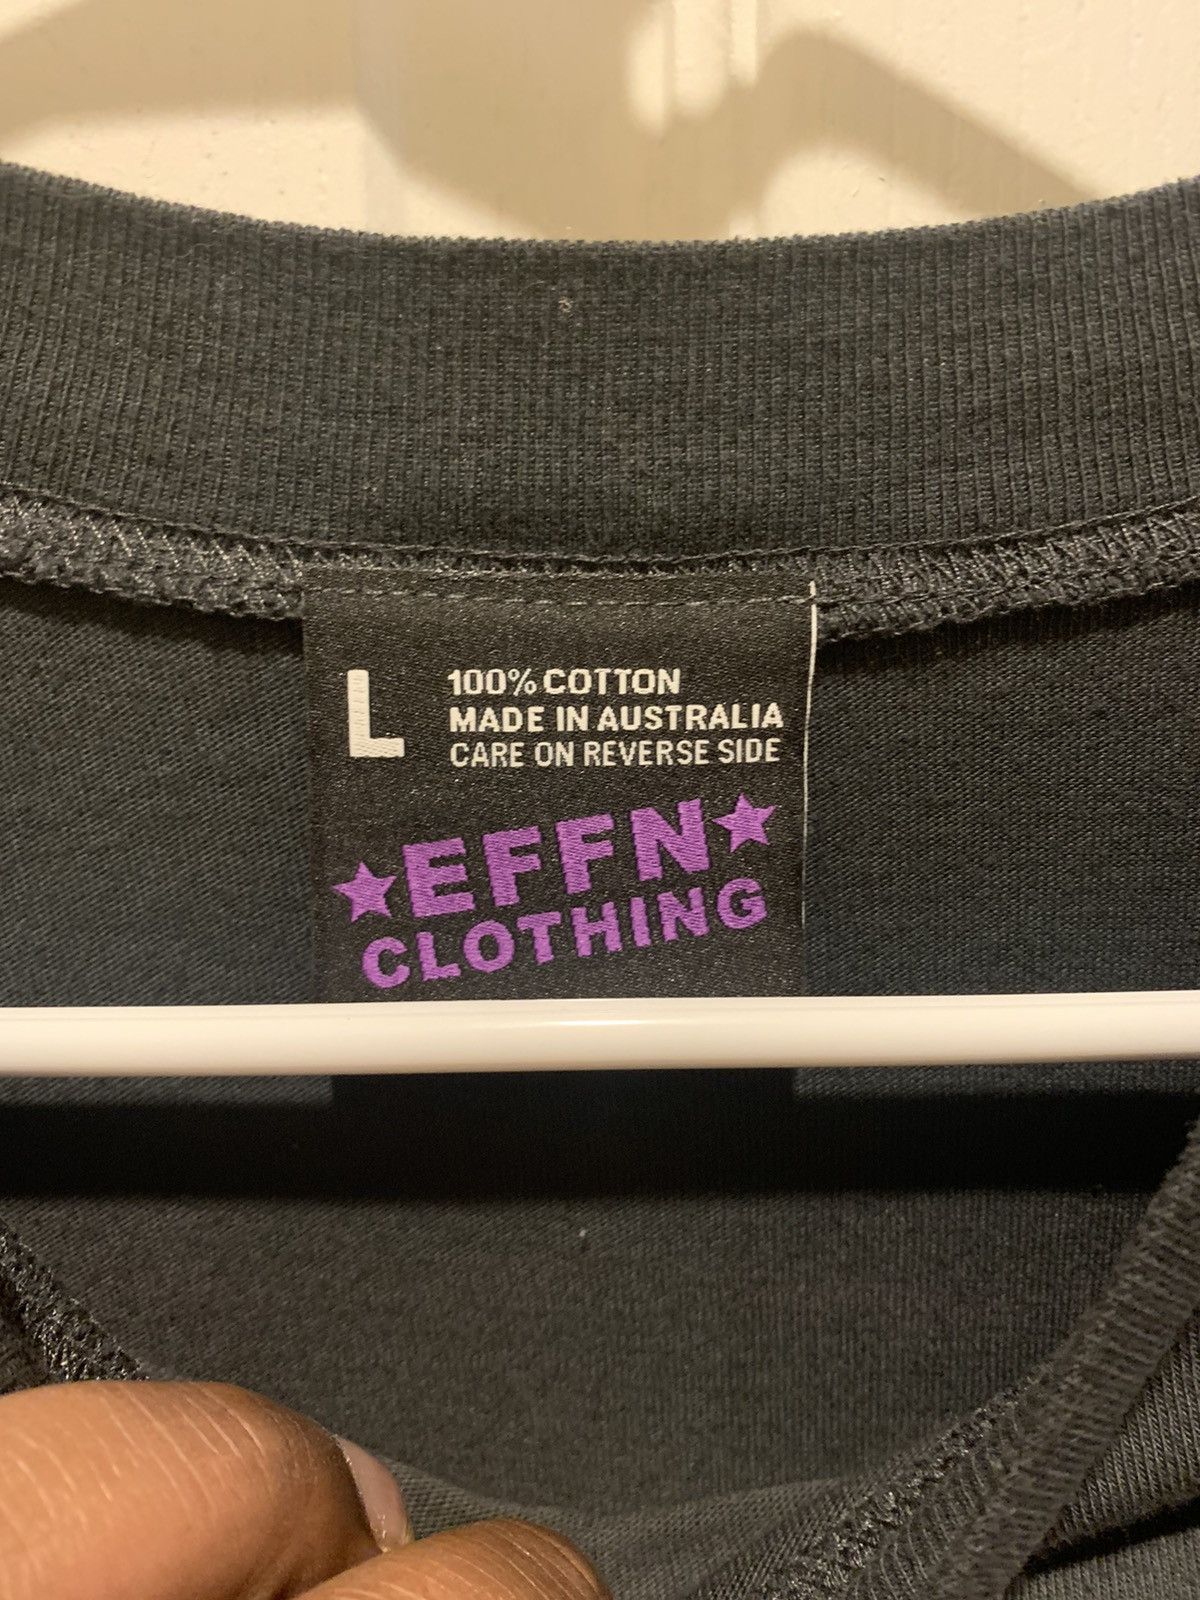 L
100% COTTON
MADE IN AUSTRALIA
CARE ON REVERSE SIDE
EFFN
CLOTHING